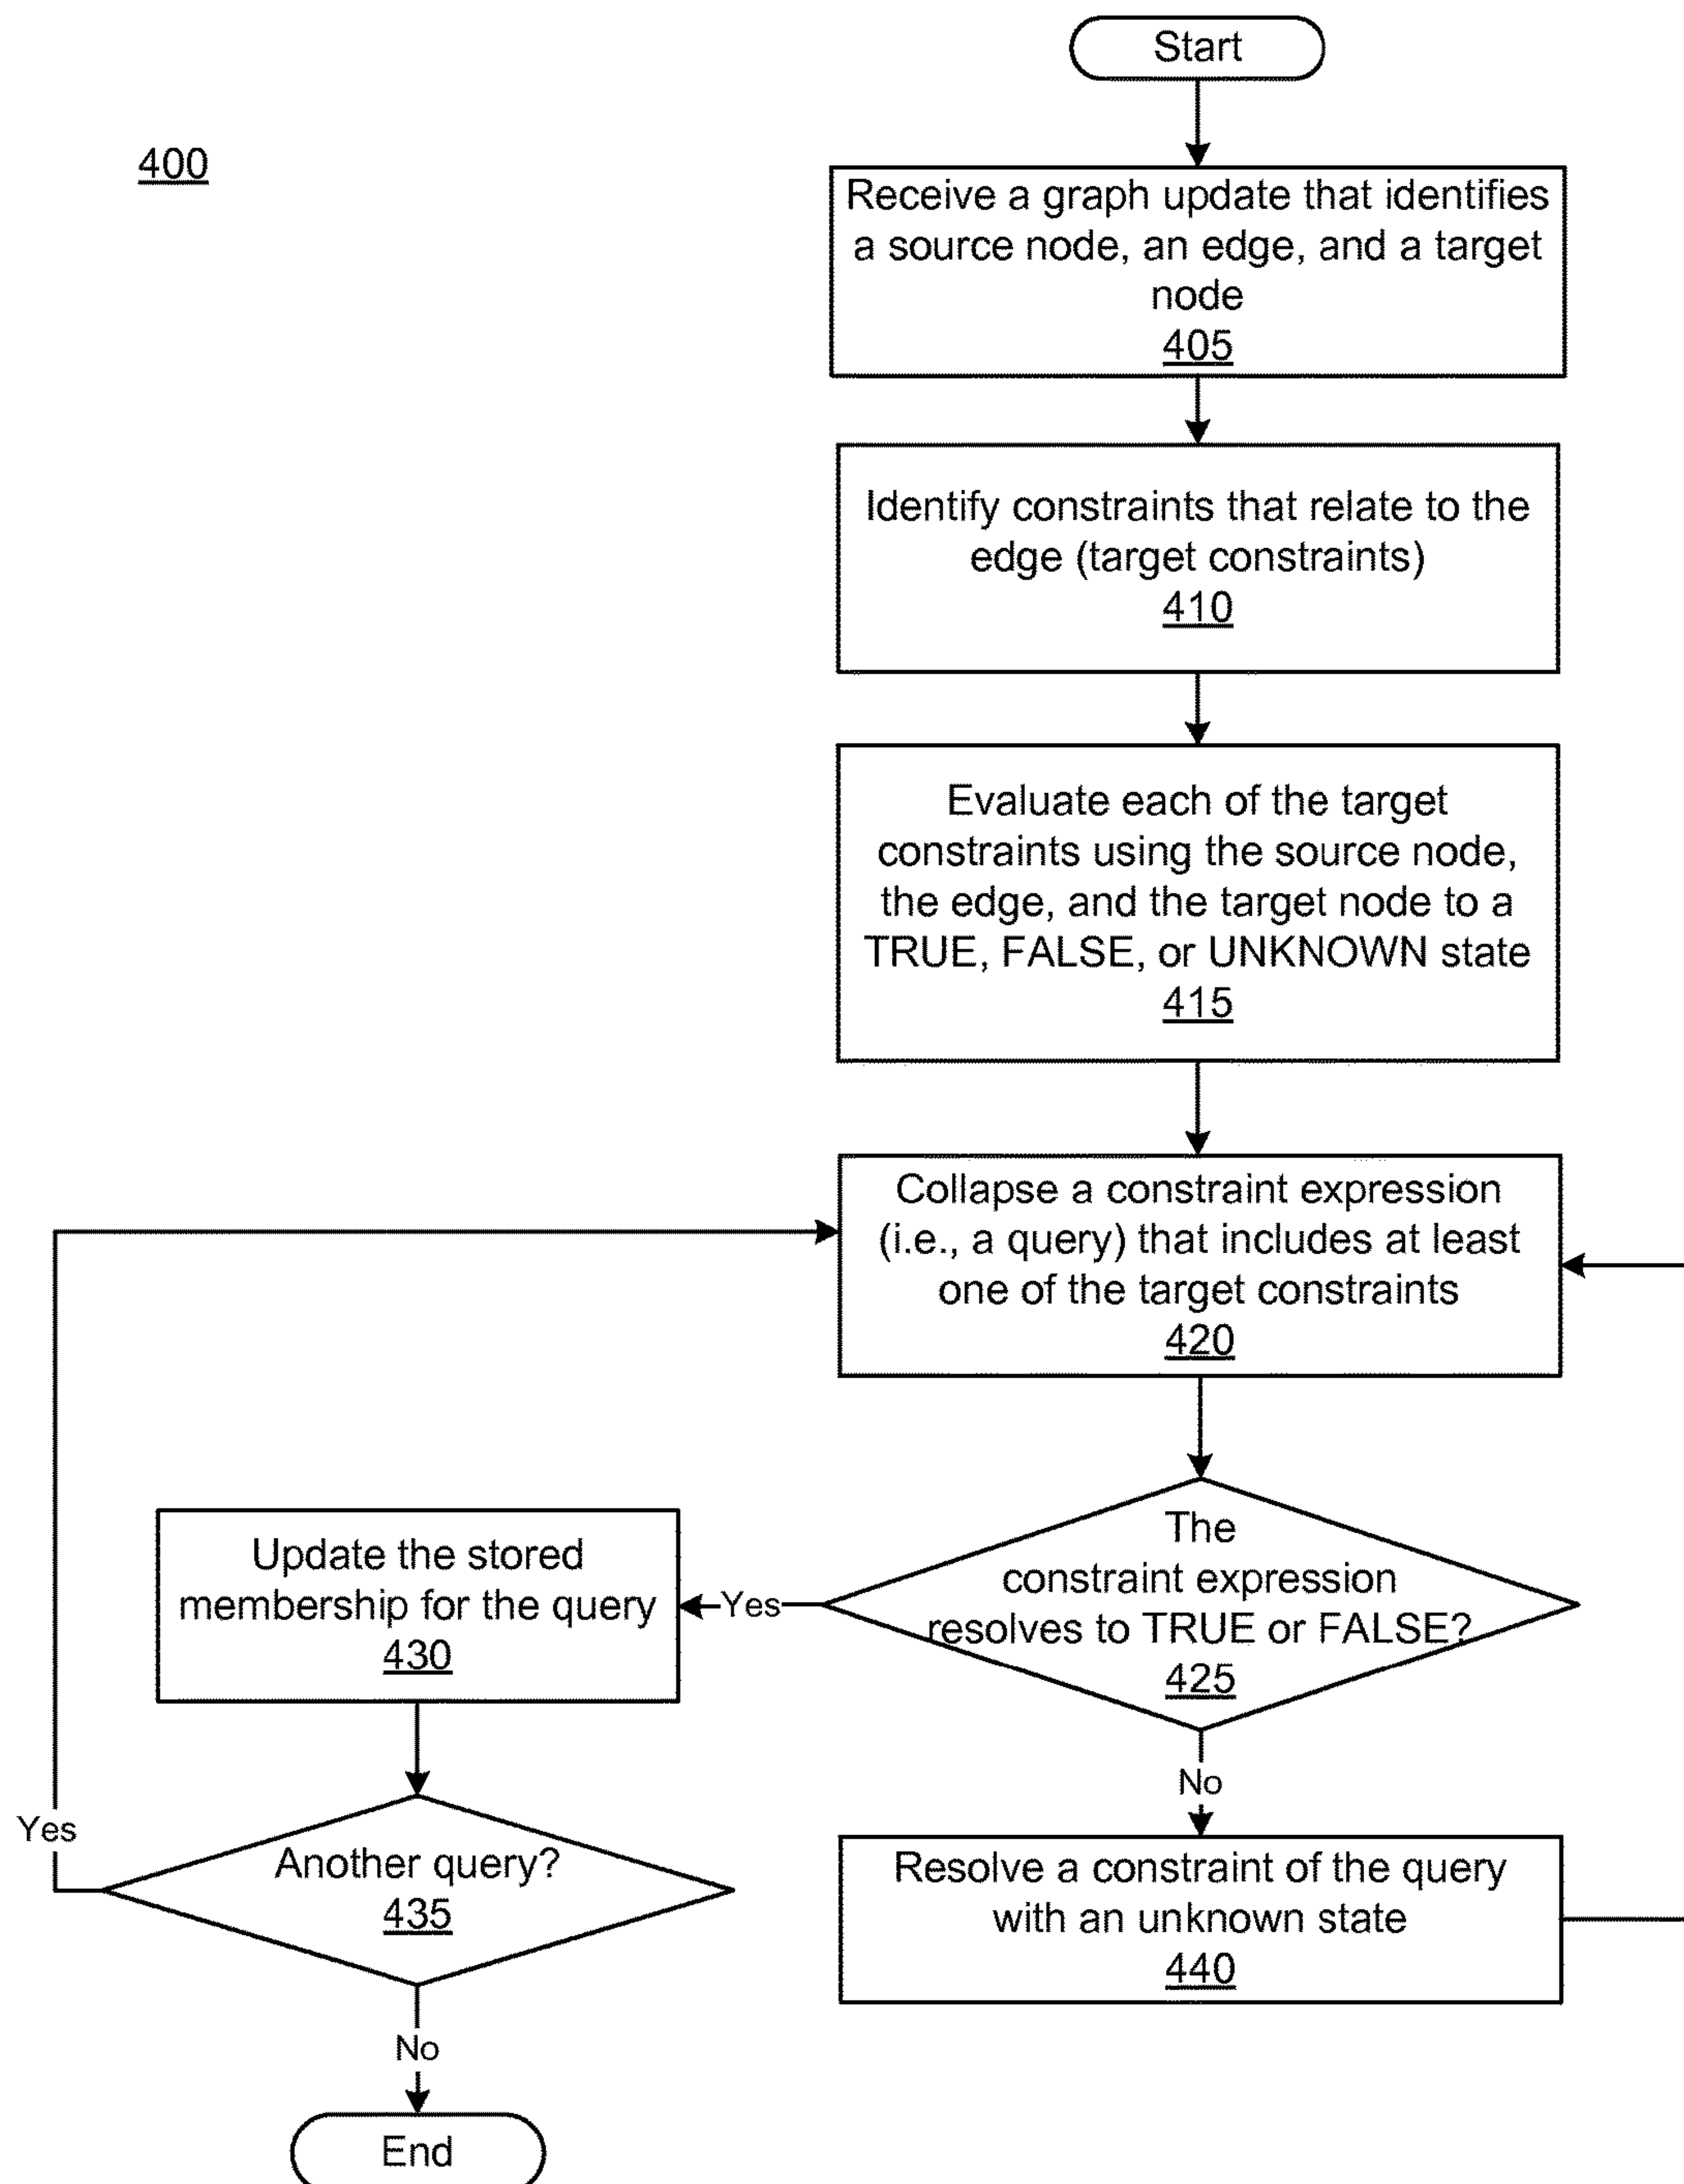 Start
400
Receive a graph update that identifies
a source node, an edge, and a target
node
405
Identify constraints that relate to the
edge (target constraints)
410
Evaluate each of the target
constraints using the source node,
the edge, and the target node to a
TRUE, FALSE, or UNKNOWN state
415
Collapse a constraint expression
(i.e., a query) that includes at least
one of the target constraints
420
The
constraint expression
resolves to TRUE or FALSE?
425
Yes
Update the stored
membership for the query
430
No
Yes
Another query?
435
Resolve a constraint of the query
with an unknown state
440
No
End